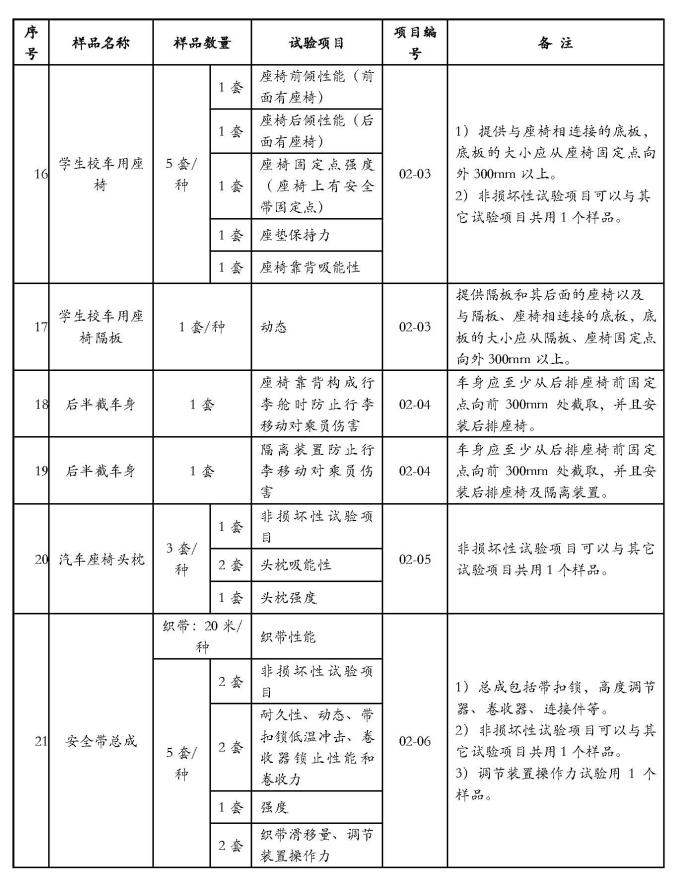 序
号
样品名称
样品数量
试验项目
项目编
号
备 注
16
学生校车用座
椅
5 套/
种
1 套
座椅前倾性能（前
面有座椅）
1 套
座椅后倾性能（后
面有座椅）
1 套
座椅固定点强度
（座椅上有安全
带固定点）
1 套
座垫保持力
1 套
座椅靠背吸能性
02-03
1）提供与座椅相连接的底板，
底板的大小应从座椅固定点向
外 300mm 以上。
2）非损坏性试验项目可以与其
它试验项目共用 1 个样品。
17
学生校车用座
椅隔板
1 套/种
动态
02-03
提供隔板和其后面的座椅以及
与隔板、座椅相连接的底板，底
板的大小应从隔板、座椅固定点
向外 300mm 以上。
18
后半截车身
1 套
座椅靠背构成行
李舱时防止行李
移动对乘员伤害
02-04
车身应至少从后排座椅前固定
点向前 300mm 处截取，并且安
装后排座椅。
19
后半截车身
1 套
隔离装置防止行
李移动对乘员伤
害
02-04
车身应至少从后排座椅前固定
点向前 300mm 处截取，并且安
装后排座椅及隔离装置。
20
汽车座椅头枕
3 套/
种
1 套
非损坏性试验项
目
2 套
头枕吸能性
1 套
头枕强度
02-05
非损坏性试验项目可以与其它
试验项目共用 1 个样品。
21
安全带总成
织带：20 米/
种
织带性能
5 套/
种
2 套
非损坏性试验项
目
2 套
耐久性、动态、带
扣锁低温冲击、卷
收器锁止性能和
卷收力
1 套
强度
2 套
织带滑移量、调节
装置操作力
02-06
1）总成包括带扣锁，高度调节
器、卷收器、连接件等。
2）非损坏性试验项目可以与其
它试验项目共用 1 个样品。
3）调节装置操作力试验用 1 个
样品。